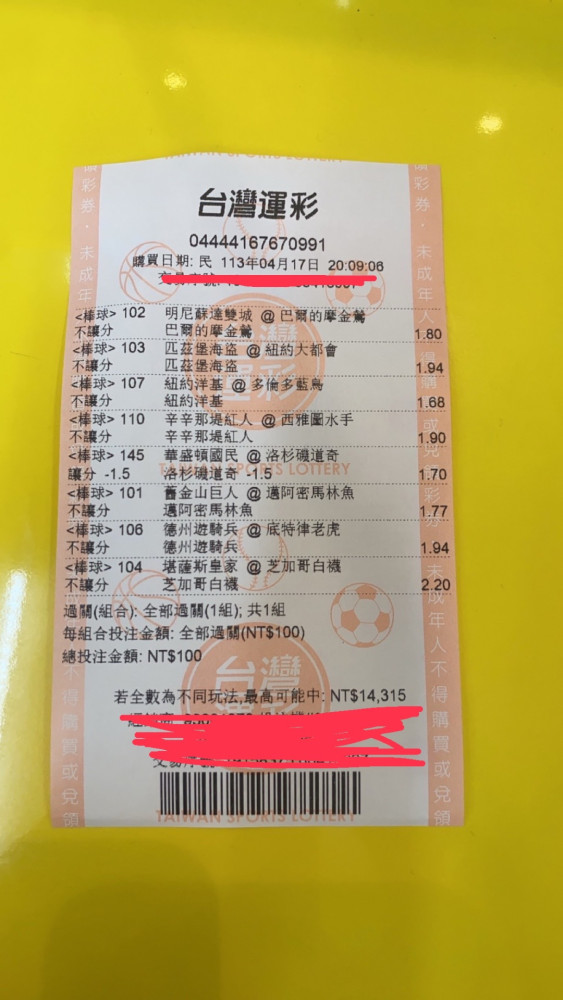 台灣運彩
04444167670991
購買日期: 民 113年04月17日 20:09:06
<棒球> 102 明尼蘇達雙城 @ 巴爾的摩金鶯
不讓分 巴爾的摩金鶯 1.80
<棒球> 103 匹茲堡海盜 @ 紐約大都會
不讓分 匹茲堡海盜 1.94
<棒球> 107 紐約洋基 @ 多倫多藍鳥
不讓分 紐約洋基 1.68
<棒球> 110 辛辛那堤紅人 @ 西雅圖水手
不讓分 辛辛那堤紅人 1.90
<棒球> 145 華盛頓國民 @ 洛杉磯道奇
讓分 -1.5 洛杉磯道奇 -1.5 1.70
<棒球> 101 舊金山巨人 @ 邁阿密馬林魚
不讓分 邁阿密馬林魚 1.77
<棒球> 106 德州遊騎兵 @ 底特律老虎
不讓分 德州遊騎兵 1.94
<棒球> 104 堪薩斯皇家 @ 芝加哥白襪
不讓分 芝加哥白襪 2.20
過關(組合): 全部過關(1組); 共1組
每組合投注金額: 全部過關(NT$100)
總投注金額: NT$100
若全數為不同玩法,最高可能中: NT$14,315
TAIWAN SPORTS LOTTERY